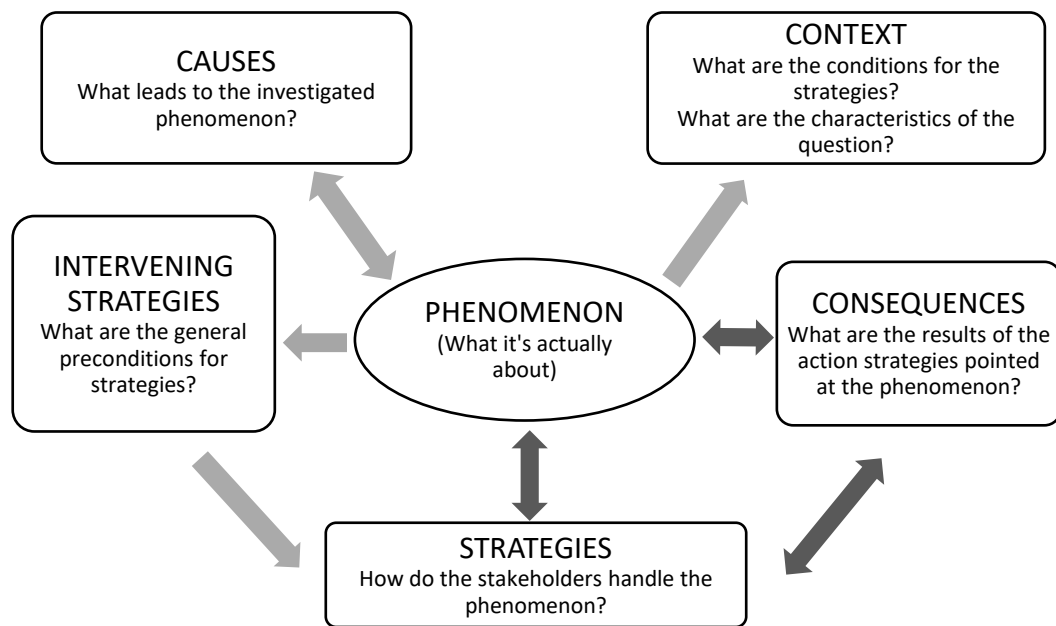 CAUSES
What leads to the investigated
phenomenon?
CONTEXT
What are the conditions for the
strategies?
What are the characteristics of the
question?
INTERVENING
STRATEGIES
What are the general
preconditions for
strategies?
PHENOMENON
(What it's actually
about)
CONSEQUENCES
What are the results of the
action strategies pointed
at the phenomenon?
STRATEGIES
How do the stakeholders handle the
phenomenon?